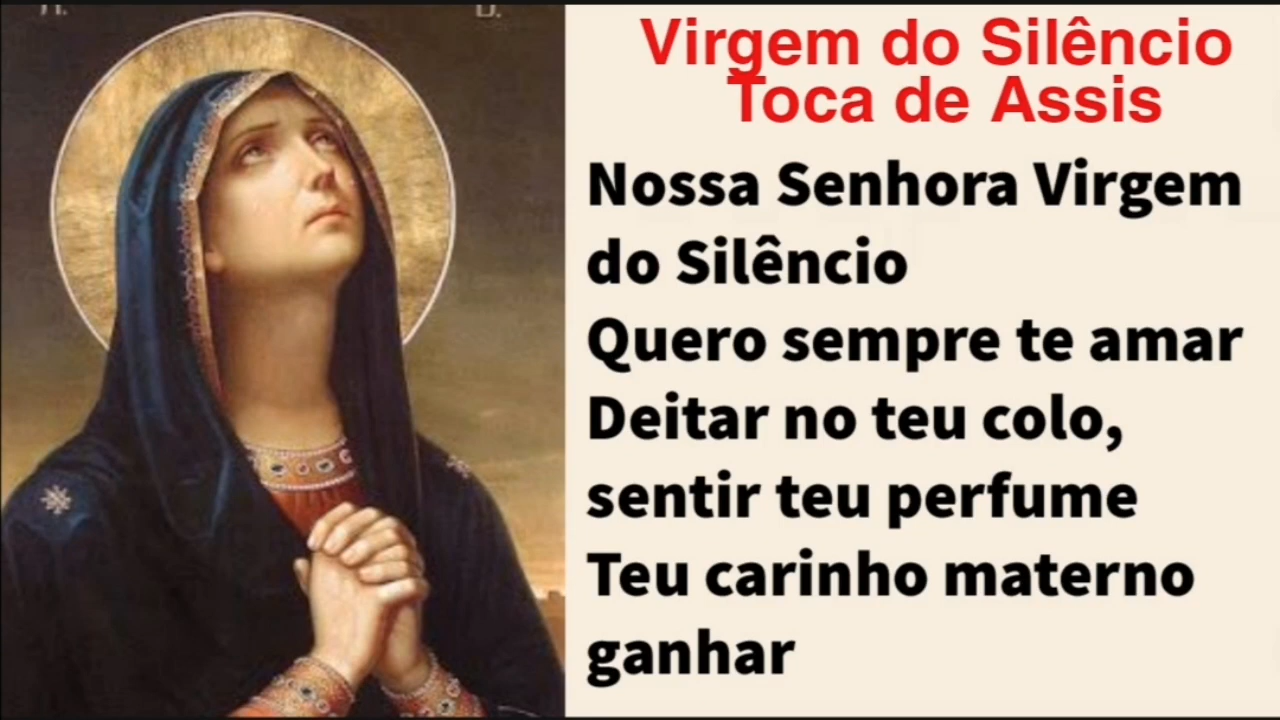 Virgem do Silêncio
Toca de Assis
Nossa Senhora Virgem
do Silêncio
Quero sempre te amar
Deitar no teu colo,
sentir teu perfume
Teu carinho materno
ganhar